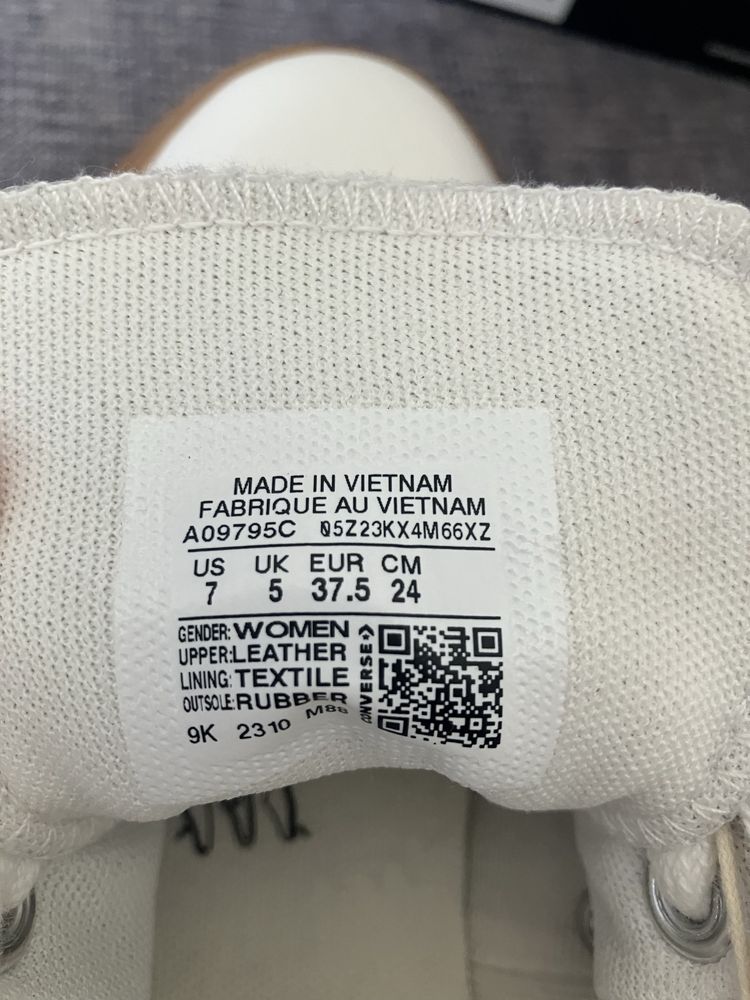 MADE IN VIETNAM
FABRIQUE AU VIETNAM
A09795C 05Z23KX4M66XZ
US UK EUR CM
7 5 37.5 24
GENDER: WOMEN
UPPER: LEATHER
LINING: TEXTILE
OUTSOLE: RUBBER
9K 2310 M88
CONVERSE